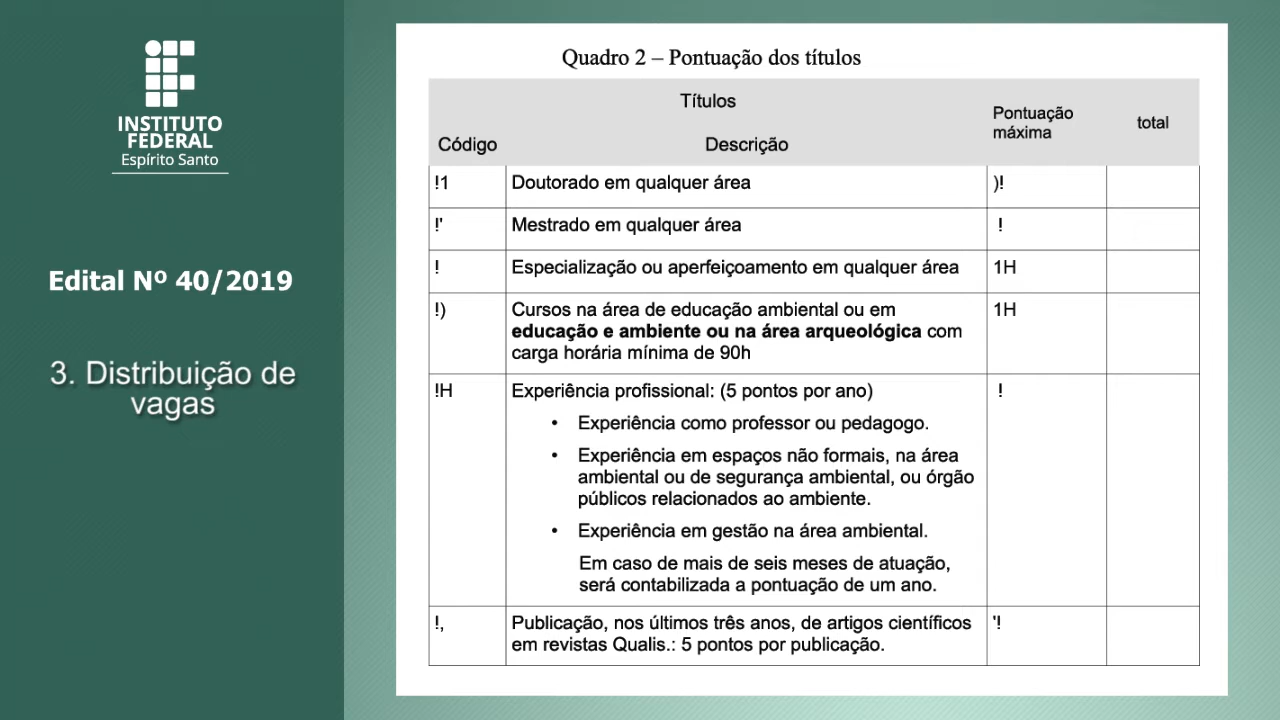 INSTITUTO
FEDERAL
Espírito Santo
Edital Nº 40/2019
3. Distribuição de
vagas
Quadro 2 – Pontuação dos títulos
Títulos
Código
Descrição
Pontuação
máxima
total
!1
Doutorado em qualquer área
)!
!'
Mestrado em qualquer área
!
!
Especialização ou aperfeiçoamento em qualquer área
1H
!)
Cursos na área de educação ambiental ou em
educação e ambiente ou na área arqueológica com
carga horária mínima de 90h
1H
!H
Experiência profissional: (5 pontos por ano)
!
• Experiência como professor ou pedagogo.
• Experiência em espaços não formais, na área
ambiental ou de segurança ambiental, ou órgão
públicos relacionados ao ambiente.
• Experiência em gestão na área ambiental.
Em caso de mais de seis meses de atuação,
será contabilizada a pontuação de um ano.
!,
Publicação, nos últimos três anos, de artigos científicos
em revistas Qualis.: 5 pontos por publicação.
'!